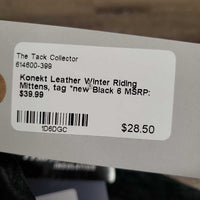 The Tack Collector
614600-399
Konekt Leather Winter Riding
Mittens, tag *new Black 6 MSRP:
$39.99
1D6DGC
$28.50